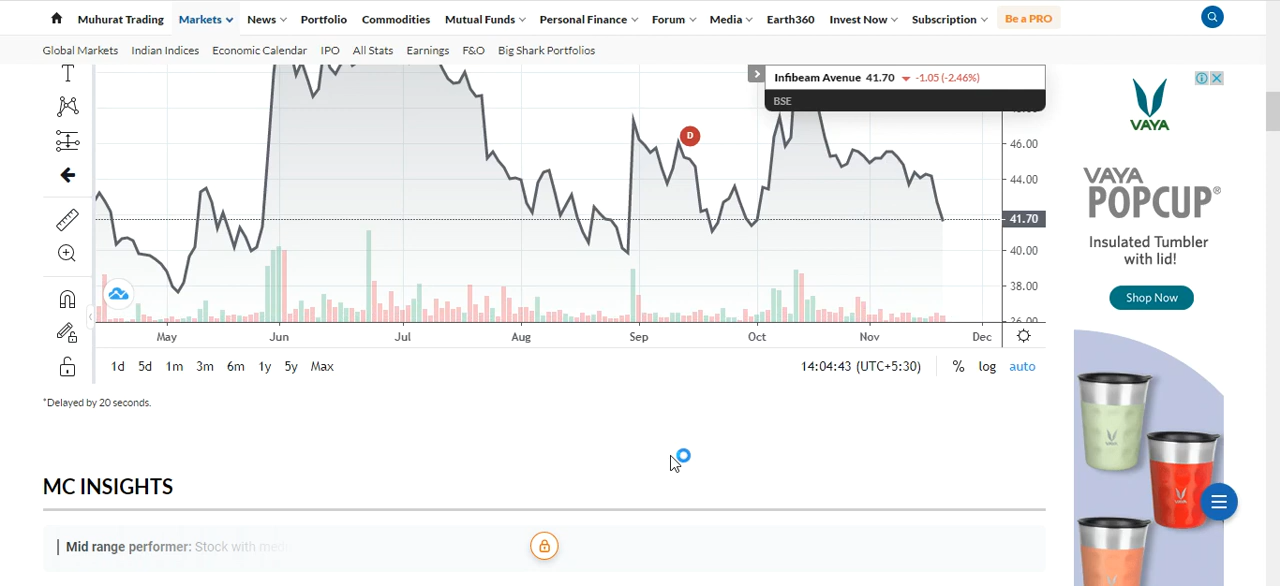 Muhurat Trading Markets News Portfolio Commodities Mutual Funds Personal Finance Forum Media Earth360 Invest Now Subscription Be a PRO
Global Markets Indian Indices Economic Calendar IPO All Stats Earnings F&O Big Shark Portfolios
Infibeam Avenue 41.70 -1.05 (-2.46%)
BSE
D
46.00
44.00
41.70
40.00
38.00
May Jun Jul Aug Sep Oct Nov Dec
1d 5d 1m 3m 6m 1y 5y Max 14:04:43 (UTC+5:30) % log auto
*Delayed by 20 seconds.
MC INSIGHTS
Mid range performer: Stock with medi
VAYA
VAYA
POPCUP®
Insulated Tumbler
with lid!
Shop Now